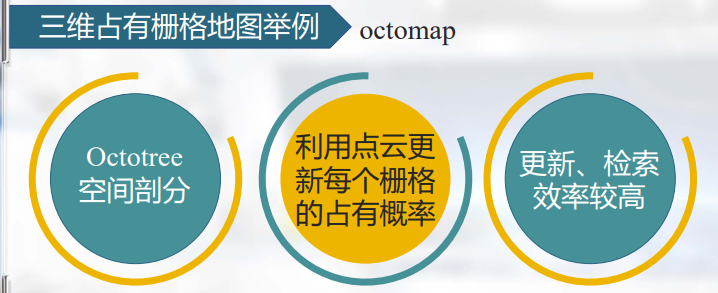 三维占有栅格地图举例
octomap
Octotree
空间剖分
利用点云更
新每个栅格
的占有概率
更新、检索
效率较高